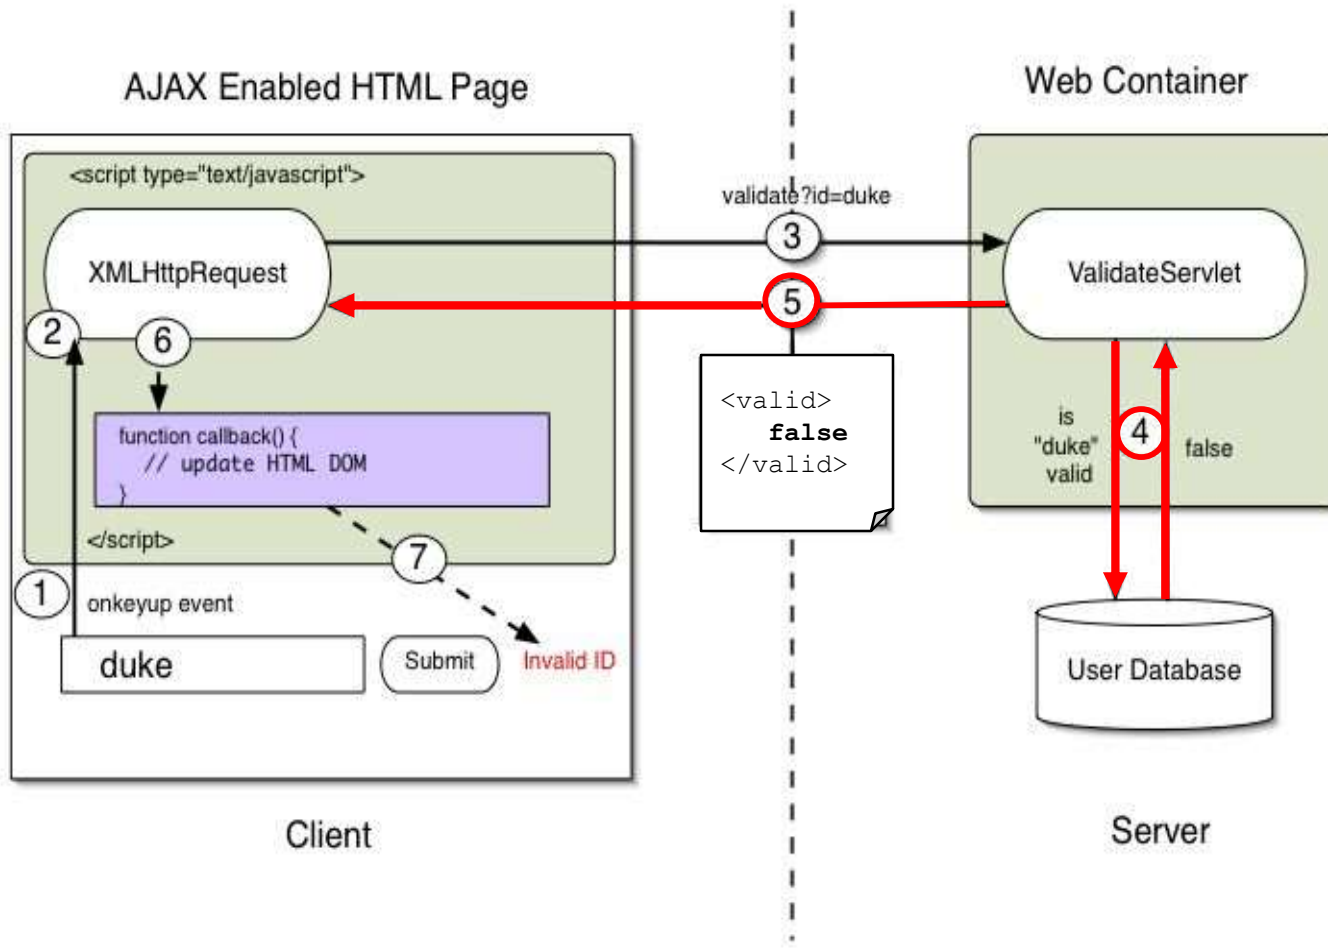 AJAX Enabled HTML Page
Web Container
<script type="text/javascript">
XMLHttpRequest
2
6
function callback() {
// update HTML DOM
}
</script>
7
1
onkeyup event
duke
Submit
Invalid ID
Client
validate?id=duke
3
5
<valid>
false
</valid>
ValidateServlet
is
"duke"
valid
4
false
User Database
Server